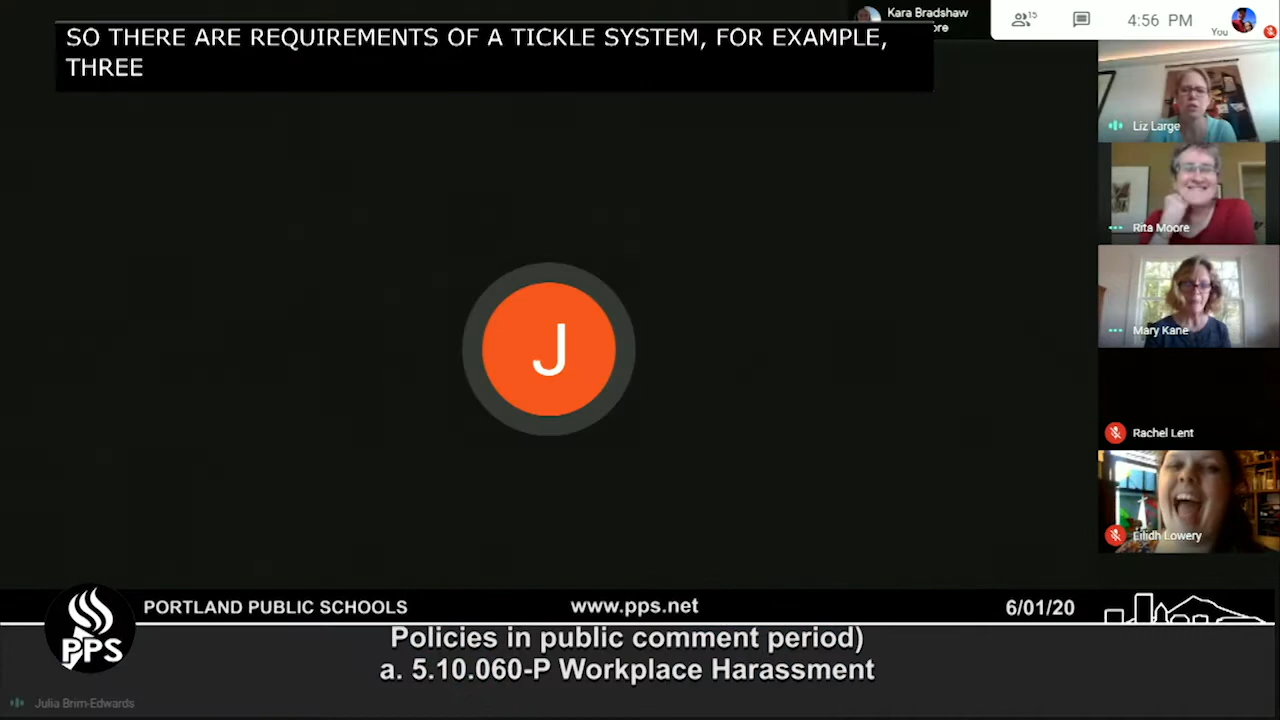 SO THERE ARE REQUIREMENTS OF A TICKLE SYSTEM, FOR EXAMPLE,
THREE
Kara Bradshaw
ore
15
4:56 PM
You
Liz Large
Rita Moore
Mary Kane
Rachel Lent
Eilidh Lowery
J
PORTLAND PUBLIC SCHOOLS
www.pps.net
6/01/20
PPS
Policies in public comment period)
a. 5.10.060-P Workplace Harassment
Julia Brim-Edwards